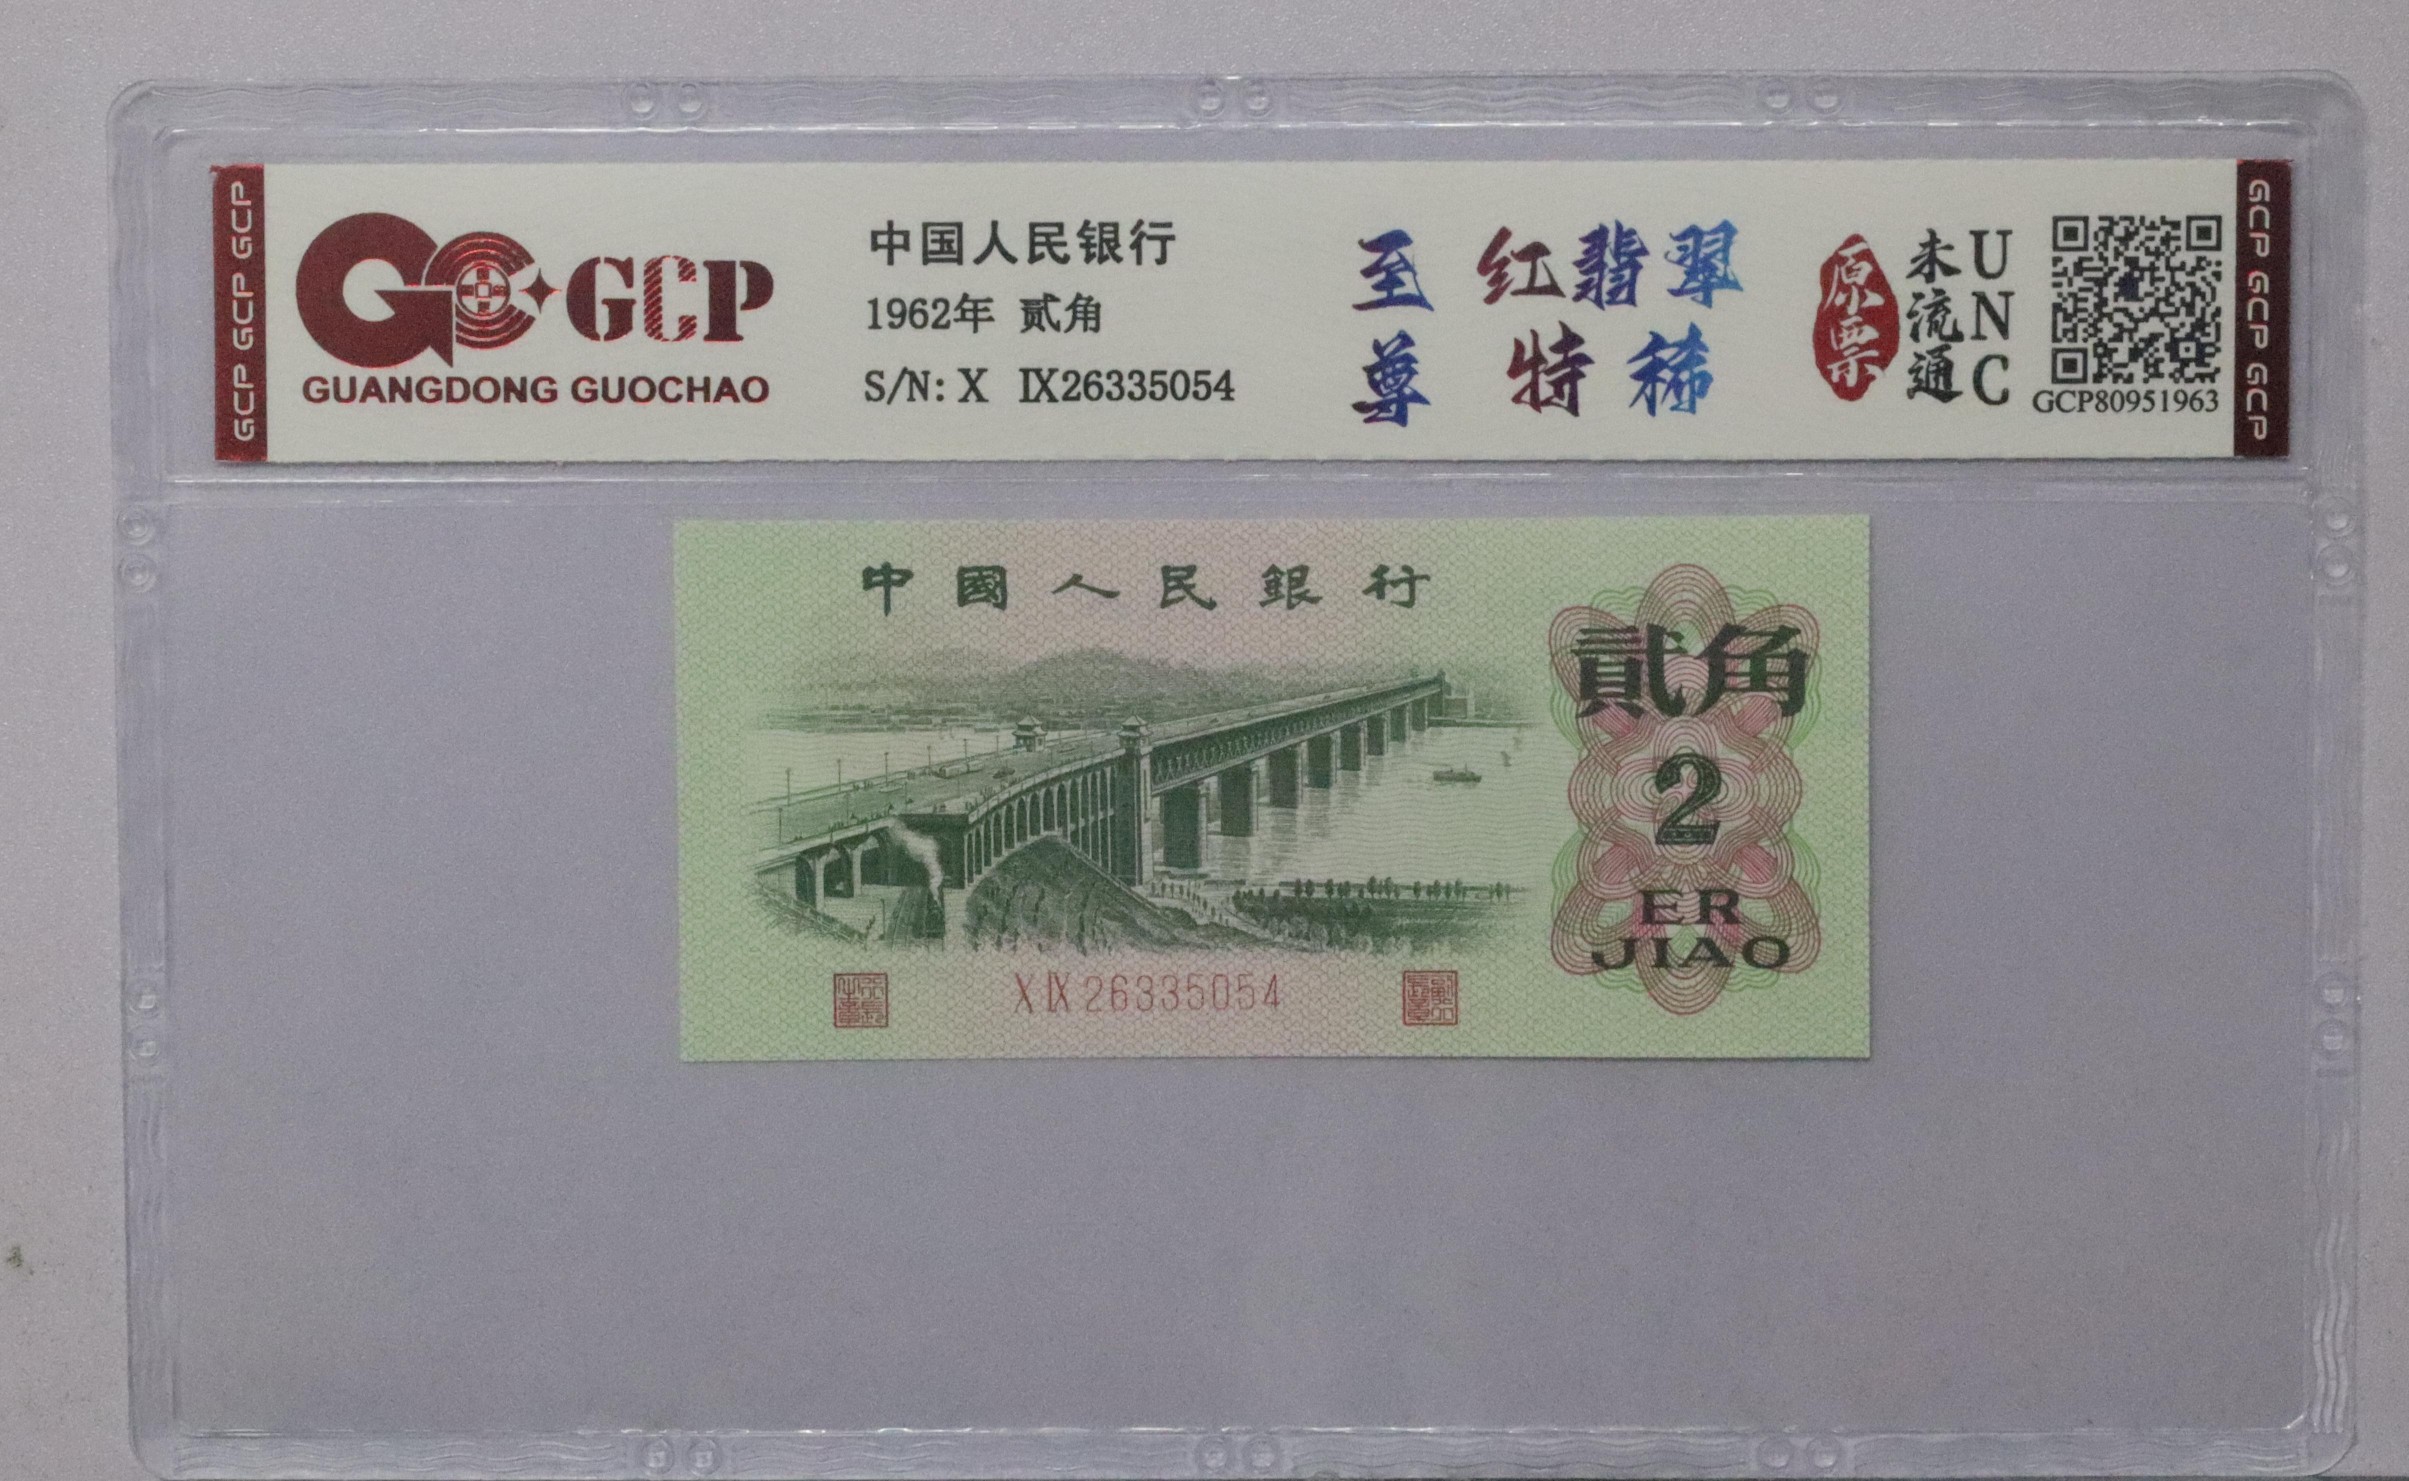 GCP GCP GCP
GCP
GUANGDONG GUOCHAO
中国人民银行
1962年 贰角
S/N: X IX26335054
至尊
红翡翠
特稀
原票
未流通
UNC
GCP80951963
GCP GCP GCP
中國人民銀行
貳角
2
ER
JIAO
X IX 26335054